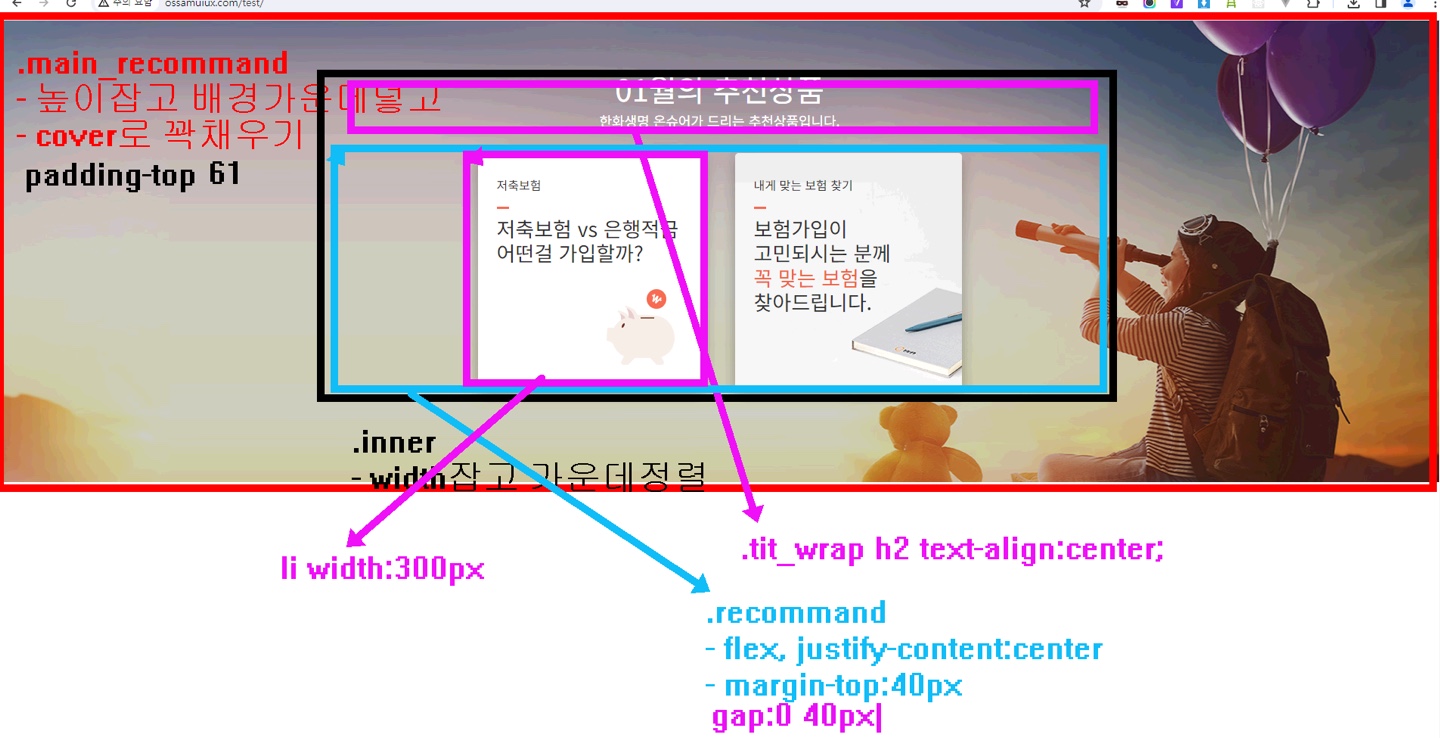 ossamuiux.com/test/
.main_recommand
- 높이잡고 배경가운데넣고
- cover로 꽉채우기
padding-top 61
01월의 추천상품
한화생명 온슈어가 드리는 추천상품입니다.
저축보험
저축보험 vs 은행적금
어떤걸 가입할까?
내게 맞는 보험 찾기
보험가입이
고민되시는 분께
꼭 맞는 보험을
찾아드립니다.
.inner
- width잡고 가운데정렬
li width:300px
.tit_wrap h2 text-align:center;
.recommand
- flex, justify-content:center
- margin-top:40px
gap:0 40px